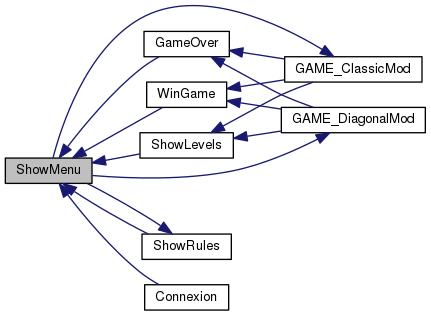 GameOver
GAME_ClassicMod
WinGame
GAME_DiagonalMod
ShowLevels
ShowMenu
ShowRules
Connexion